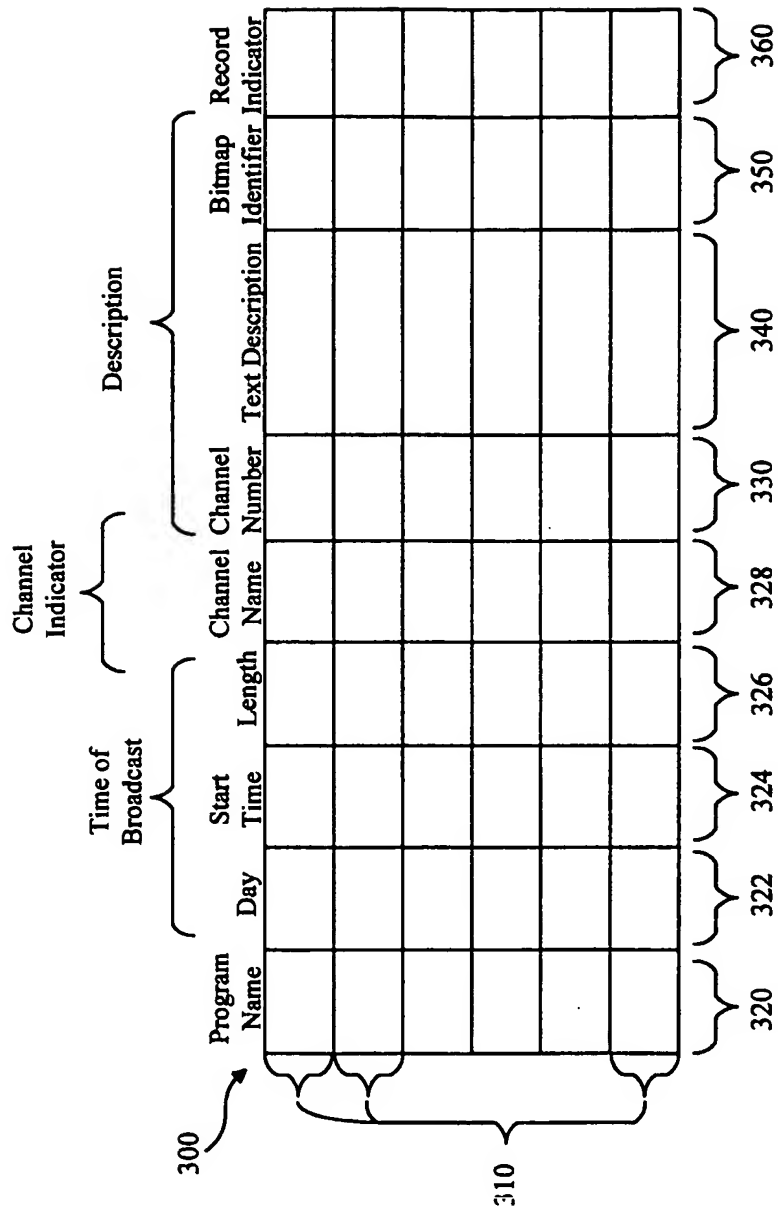 Channel
Indicator
Time of
Broadcast
Description
Program
Name
Day
Start
Time
Length
Channel
Name
Channel
Number
Text Description
Bitmap
Identifier
Record
Indicator
300
310
320
322
324
326
328
330
340
350
360